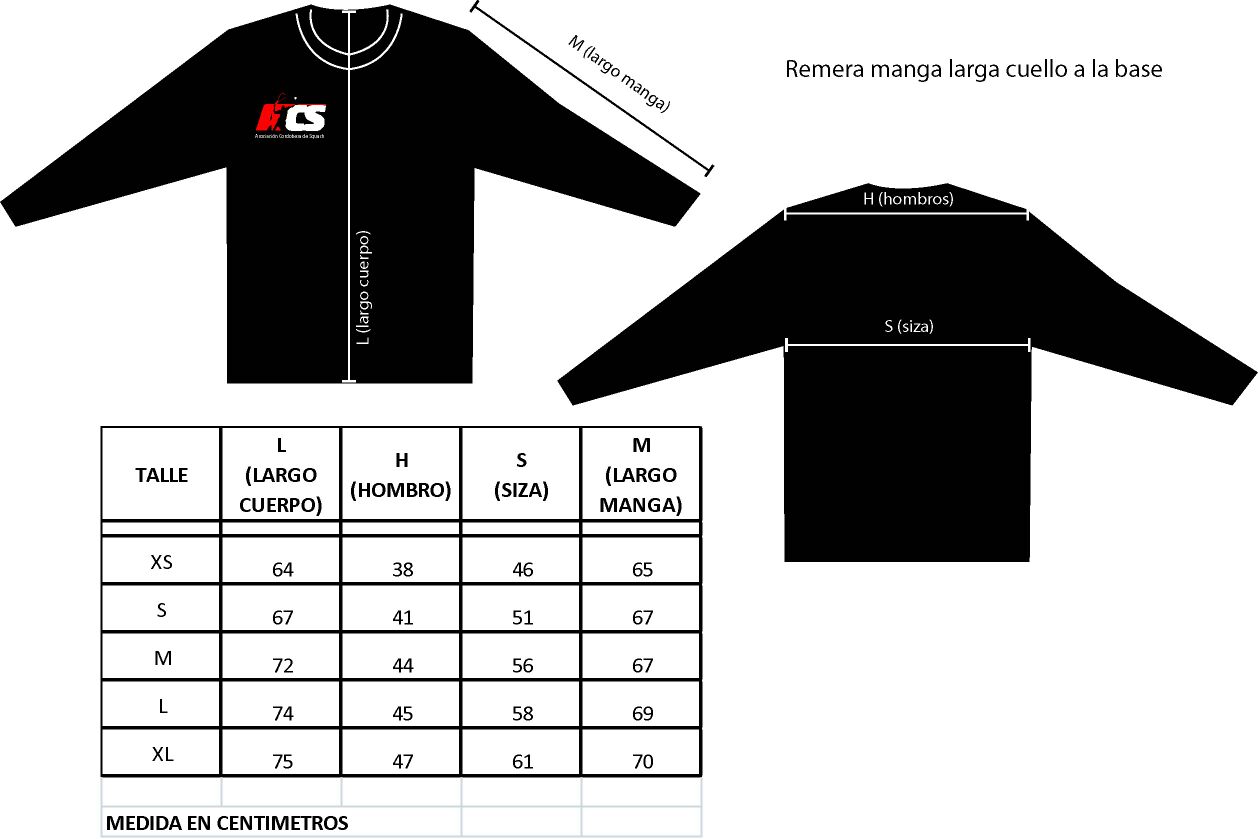 M (largo manga)
Remera manga larga cuello a la base
ACS
Asociación Cordobesa de Squash
L (largo cuerpo)
H (hombros)
S (siza)
TALLE
L
(LARGO
CUERPO)
H
(HOMBRO)
S
(SIZA)
M
(LARGO
MANGA)
XS 64 38 46 65
S 67 41 51 67
M 72 44 56 67
L 74 45 58 69
XL 75 47 61 70
MEDIDA EN CENTIMETROS